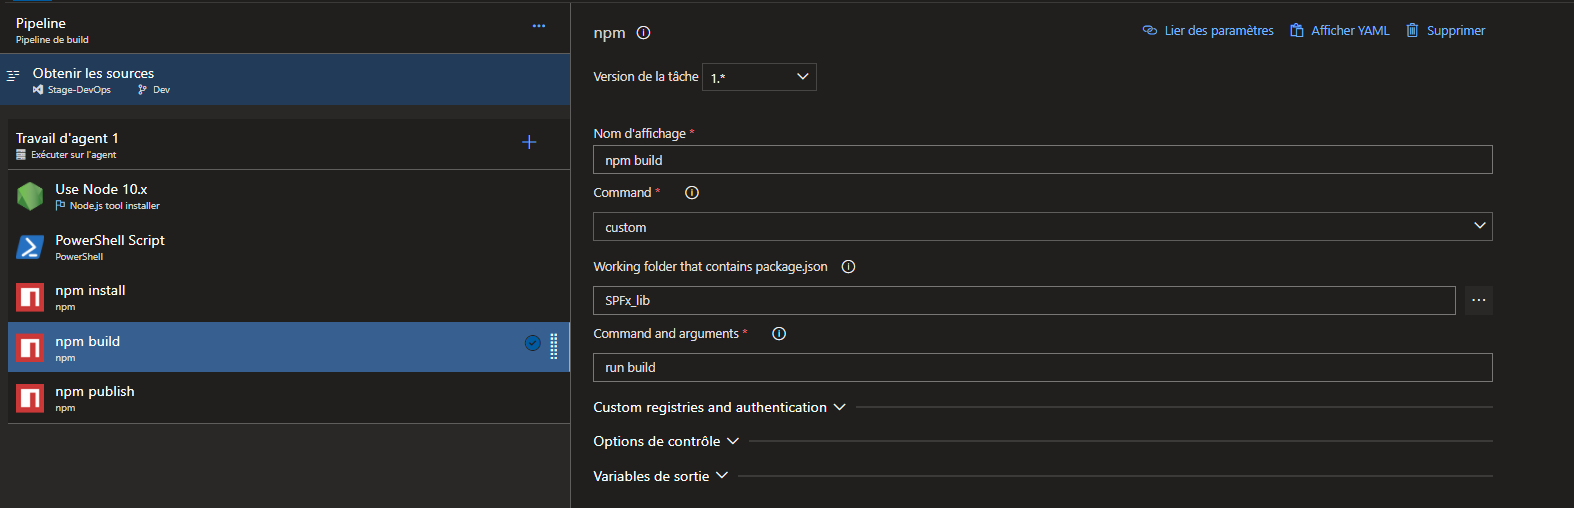 Pipeline
Pipeline de build
Obtenir les sources
Stage-DevOps Dev
Travail d'agent 1
Exécuter sur l'agent
Use Node 10.x
Node.js tool installer
PowerShell Script
PowerShell
npm install
npm
npm build
npm
npm publish
npm
npm
Lier des paramètres Afficher YAML Supprimer
Version de la tâche 1.*
Nom d'affichage *
npm build
Command *
custom
Working folder that contains package.json
SPFx_lib
Command and arguments *
run build
Custom registries and authentication
Options de contrôle
Variables de sortie